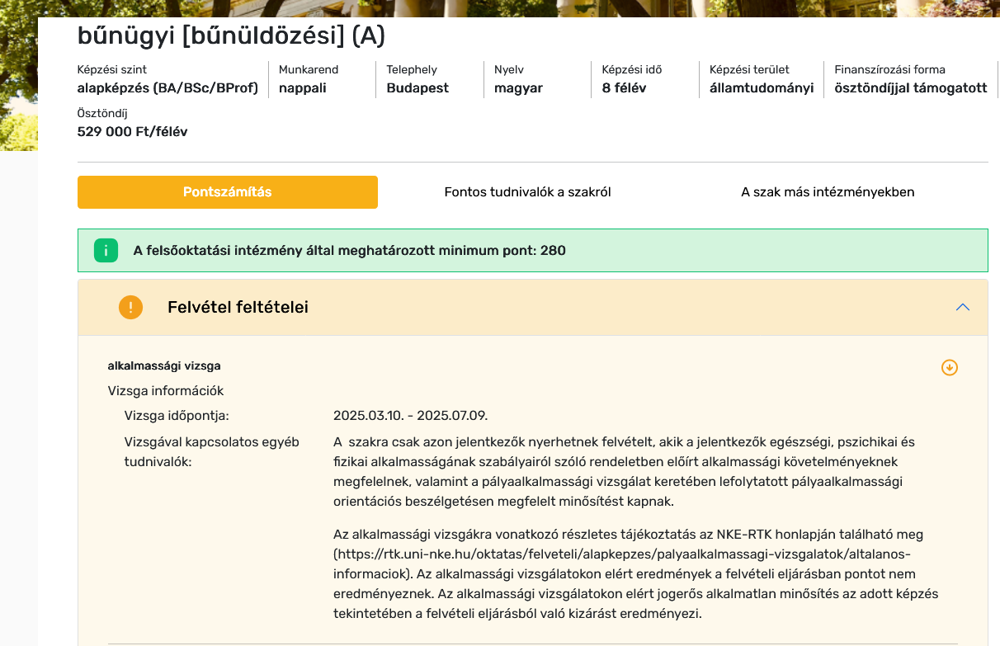 bűnügyi [bűnüldözési] (A)
Képzési szint
alapképzés (BA/BSc/BProf)
Munkarend
nappali
Telephely
Budapest
Nyelv
magyar
Képzési idő
8 félév
Képzési terület
államtudományi
Finanszírozási forma
ösztöndíjjal támogatott
Ösztöndíj
529 000 Ft/félév
Pontszámítás
Fontos tudnivalók a szakról
A szak más intézményekben
A felsőoktatási intézmény által meghatározott minimum pont: 280
Felvétel feltételei
alkalmassági vizsga
Vizsga információk
Vizsga időpontja:
2025.03.10. - 2025.07.09.
Vizsgával kapcsolatos egyéb
tudnivalók:
A szakra csak azon jelentkezők nyerhetnek felvételt, akik a jelentkezők egészségi, pszichikai és
fizikai alkalmasságának szabályairól szóló rendeletben előírt alkalmassági követelményeknek
megfelelnek, valamint a pályaalkalmassági vizsgálat keretében lefolytatott pályaalkalmassági
orientációs beszélgetésen megfelelt minősítést kapnak.
Az alkalmassági vizsgákra vonatkozó részletes tájékoztatás az NKE-RTK honlapján található meg
(https://rtk.uni-nke.hu/oktatas/felveteli/alapkepzes/palyaalkalmassagi-vizsgalatok/altalanos-
informaciok). Az alkalmassági vizsgálatokon elért eredmények a felvételi eljárásban pontot nem
eredményeznek. Az alkalmassági vizsgálatokon elért jogerős alkalmatlan minősítés az adott képzés
tekintetében a felvételi eljárásból való kizárást eredményezi.